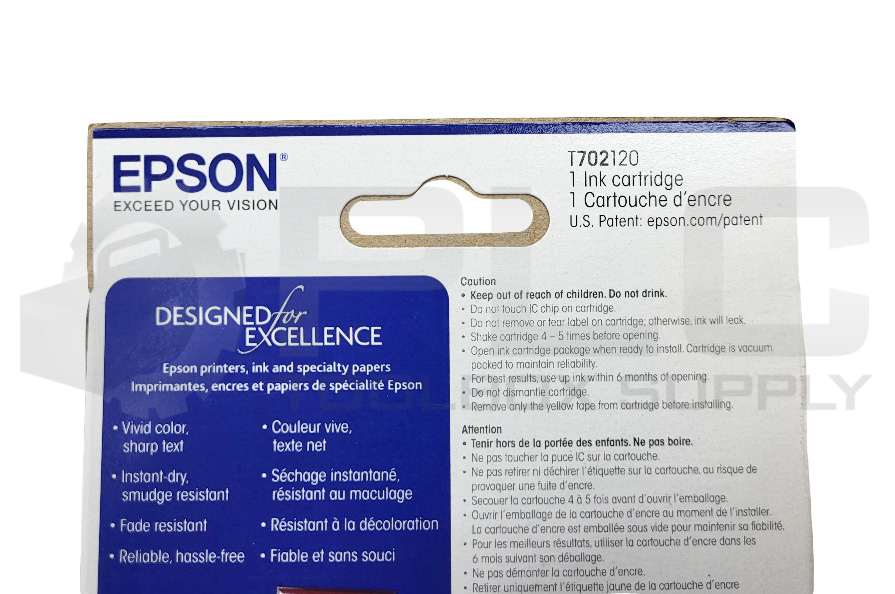 EPSON®
EXCEED YOUR VISION
T702120
1 Ink cartridge
1 Cartouche d'encre
U.S. Patent: epson.com/patent
DESIGNED for
EXCELLENCE
Epson printers, ink and specialty papers
Imprimantes, encres et papiers de spécialité Epson
• Vivid color,
sharp text
• Instant-dry,
smudge resistant
• Fade resistant
• Reliable, hassle-free
• Couleur vive,
texte net
• Séchage instantané,
résistant au maculage
• Résistant à la décoloration
• Fiable et sans souci
Caution
• Keep out of reach of children. Do not drink.
• Do not touch IC chip on cartridge.
• Do not remove or tear label on cartridge; otherwise, ink will leak.
• Shake cartridge 4 – 5 times before opening.
• Open ink cartridge package when ready to install. Cartridge is vacuum
packed to maintain reliability.
• For best results, use up ink within 6 months of opening.
• Do not dismantle cartridge.
• Remove only the yellow tape from cartridge before installing.
Attention
• Tenir hors de la portée des enfants. Ne pas boire.
• Ne pas toucher la puce IC sur la cartouche.
• Ne pas retirer ni déchirer l'étiquette sur la cartouche, au risque de
provoquer une fuite d'encre.
• Secouer la cartouche 4 à 5 fois avant d'ouvrir l'emballage.
• Ouvrir l'emballage de la cartouche d'encre au moment de l'installer.
La cartouche d'encre est emballée sous vide pour maintenir sa fiabilité.
• Pour les meilleurs résultats, utiliser la cartouche d'encre dans les
6 mois suivant son déballage.
• Ne pas démonter la cartouche d'encre.
• Retirer uniquement l'étiquette jaune de la cartouche d'encre
PLC
SUPPLY